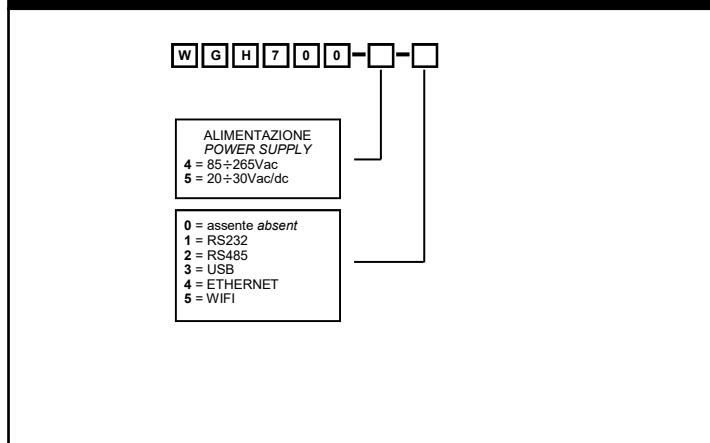 WGH700-□-□
ALIMENTAZIONE
POWER SUPPLY
4 = 85÷265Vac
5 = 20÷30Vac/dc
0 = assente absent
1 = RS232
2 = RS485
3 = USB
4 = ETHERNET
5 = WIFI